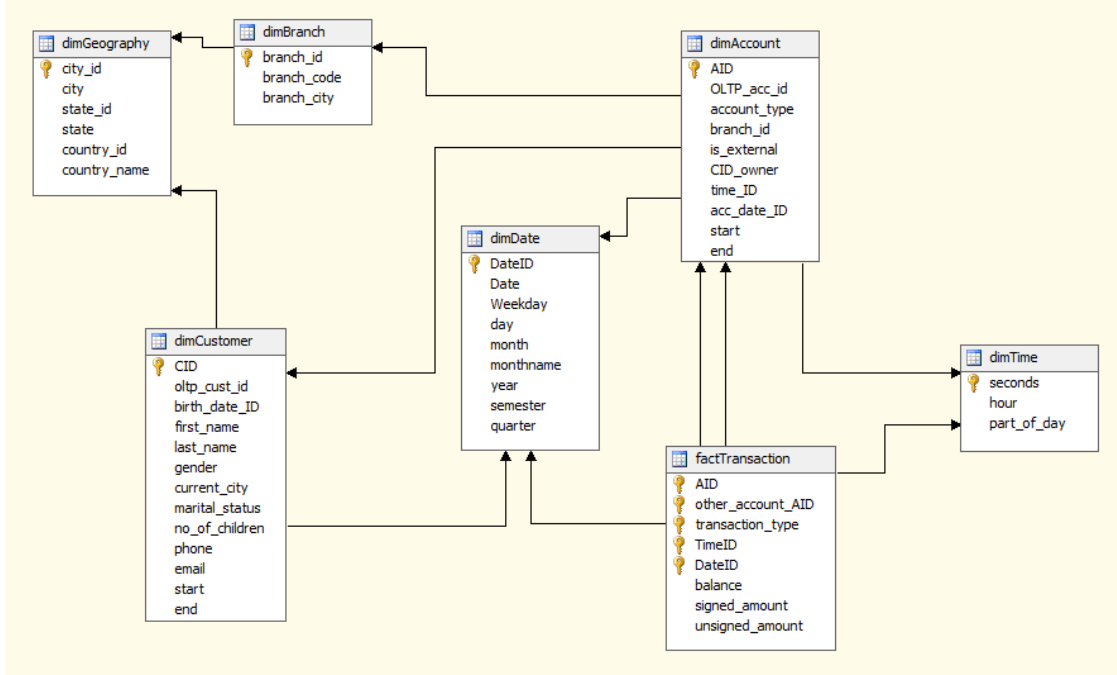 dimGeography
city_id
city
state_id
state
country_id
country_name
dimBranch
branch_id
branch_code
branch_city
dimAccount
AID
OLTP_acc_id
account_type
branch_id
is_external
CID_owner
time_ID
acc_date_ID
start
end
dimDate
DateID
Date
Weekday
day
month
monthname
year
semester
quarter
dimCustomer
CID
oltp_cust_id
birth_date_ID
first_name
last_name
gender
current_city
marital_status
no_of_children
phone
email
start
end
dimTime
seconds
hour
part_of_day
factTransaction
AID
other_account_AID
transaction_type
TimeID
DateID
balance
signed_amount
unsigned_amount